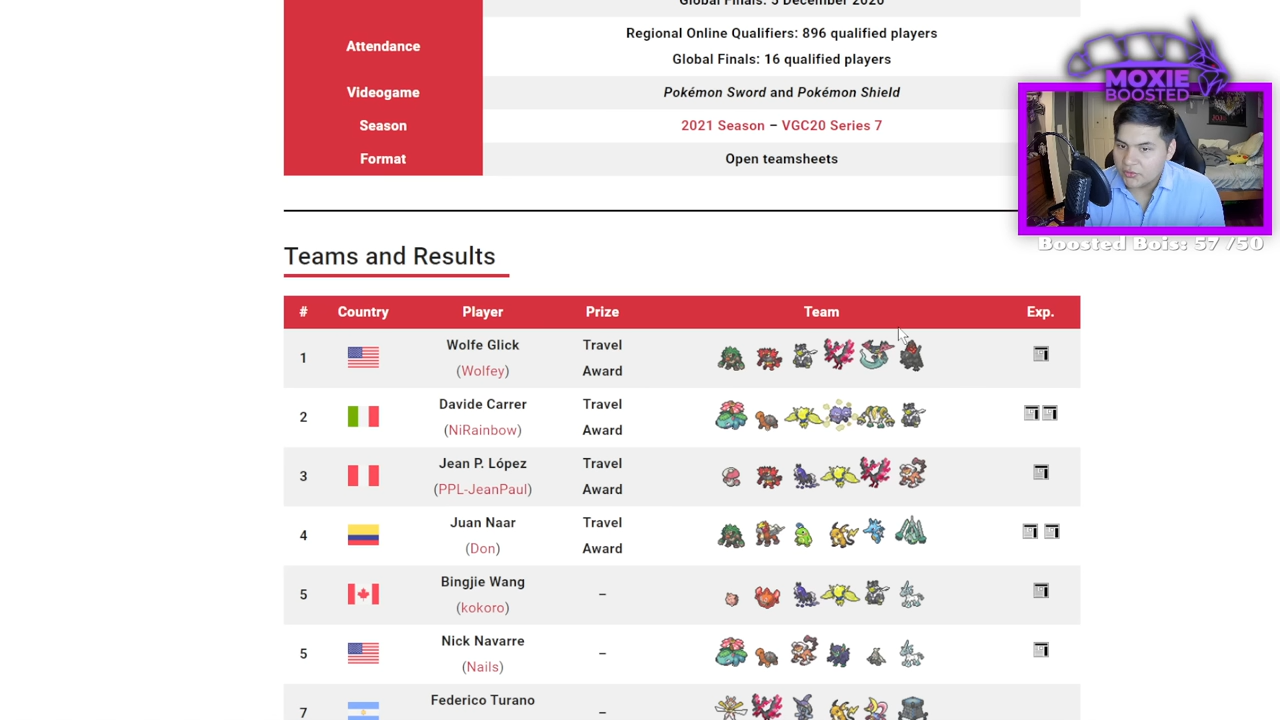 Global Finals: 5 December 2020
Attendance
Regional Online Qualifiers: 896 qualified players
Global Finals: 16 qualified players
Videogame
Pokémon Sword and Pokémon Shield
Season
2021 Season – VGC20 Series 7
Format
Open teamsheets
MOXIE
BOOSTED
Boosted Bois: 57 /50
Teams and Results
# Country Player Prize Team Exp.
1 Wolfe Glick (Wolfey) Travel Award
2 Davide Carrer (NiRainbow) Travel Award
3 Jean P. López (PPL-JeanPaul) Travel Award
4 Juan Naar (Don) Travel Award
5 Bingjie Wang (kokoro) –
5 Nick Navarre (Nails) –
7 Federico Turano –